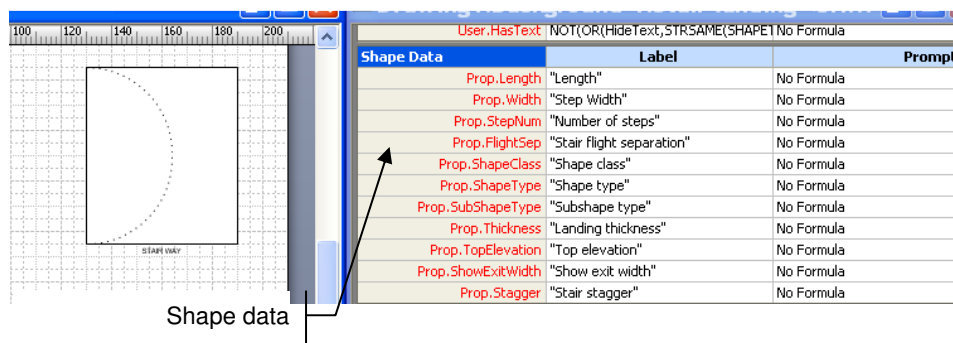 100 120 140 160 180 200
User.HasText NOT(OR(HideText,STRSAME(SHAPET No Formula
Shape Data Label Prompt
Prop.Length "Length" No Formula
Prop.Width "Step Width" No Formula
Prop.StepNum "Number of steps" No Formula
Prop.FlightSep "Stair flight separation" No Formula
Prop.ShapeClass "Shape class" No Formula
Prop.ShapeType "Shape type" No Formula
Prop.SubShapeType "Subshape type" No Formula
Prop.Thickness "Landing thickness" No Formula
Prop.TopElevation "Top elevation" No Formula
Prop.ShowExitWidth "Show exit width" No Formula
Prop.Stagger "Stair stagger" No Formula
STAIR WAY
Shape data